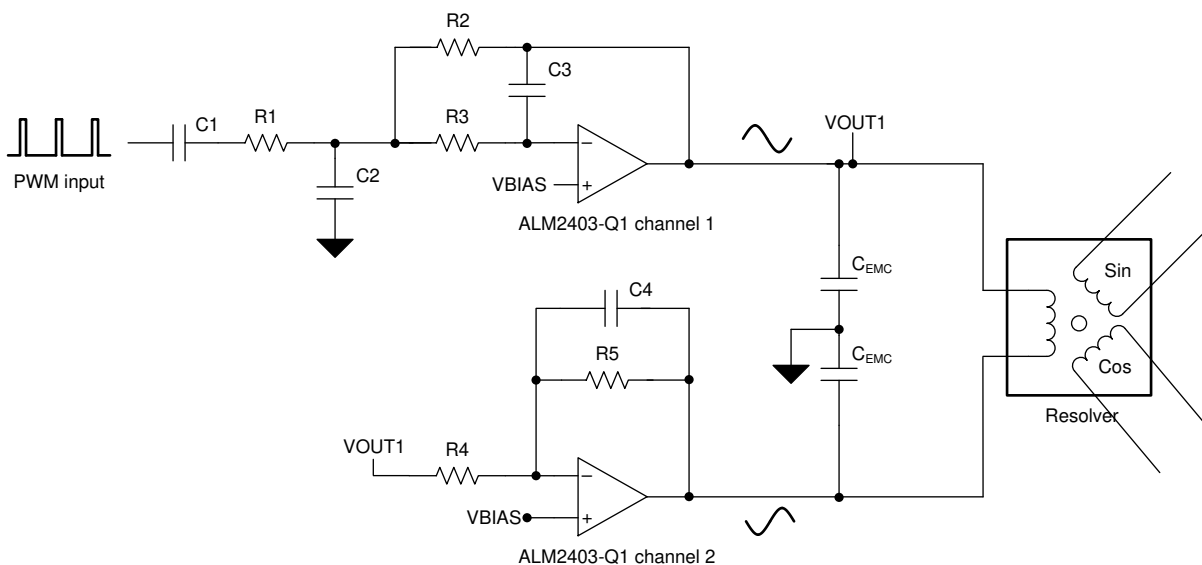 R2
C3
C1
R1
R3
PWM input
C2
VBIAS
ALM2403-Q1 channel 1
VOUT1
CEMC
Sin
C4
R5
CEMC
Cos
Resolver
VOUT1
R4
VBIAS
ALM2403-Q1 channel 2